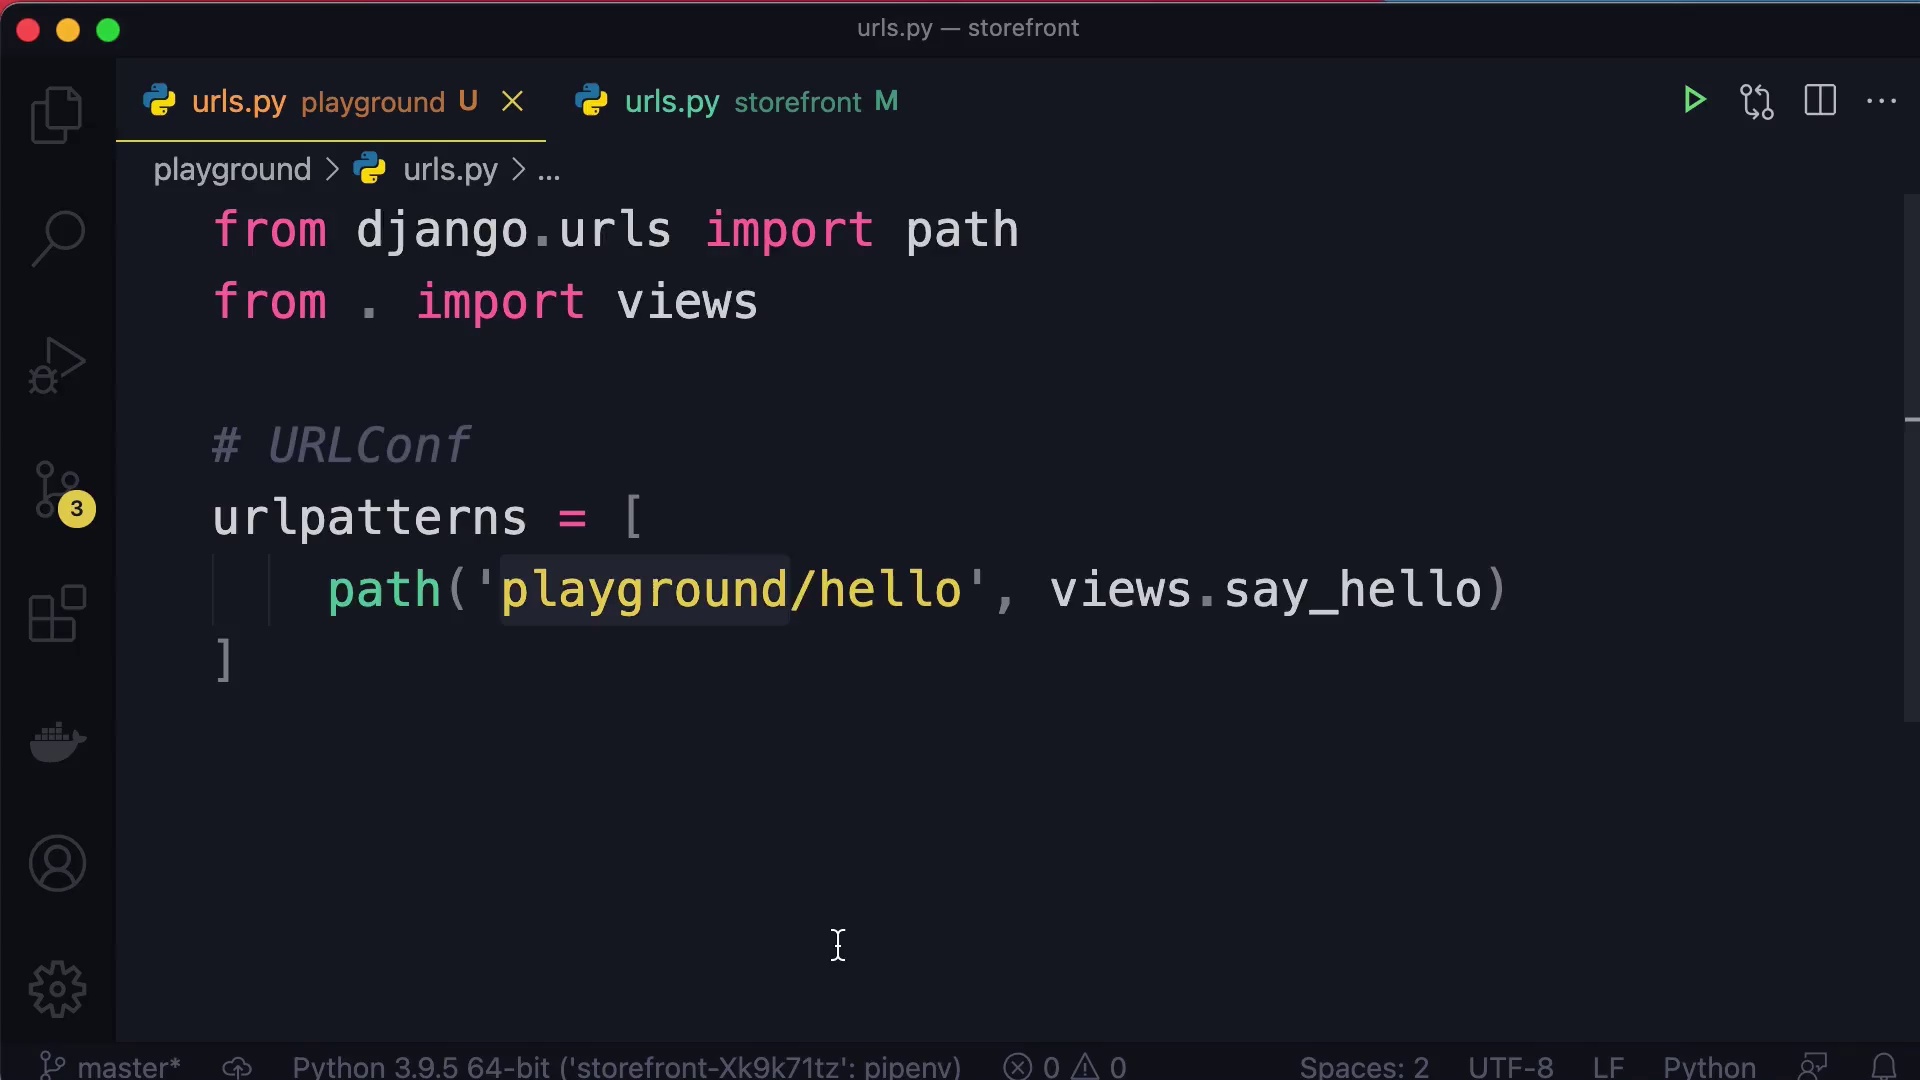 urls.py — storefront
urls.py playground U
urls.py storefront M
playground > urls.py > ...
from django.urls import path
from . import views
# URLConf
urlpatterns = [
    path('playground/hello', views.say_hello)
]
3
master* Python 3.9.5 64-bit ('storefront-Xk9k71tz': pipenv) 0 0 Spaces: 2 UTF-8 LF Python